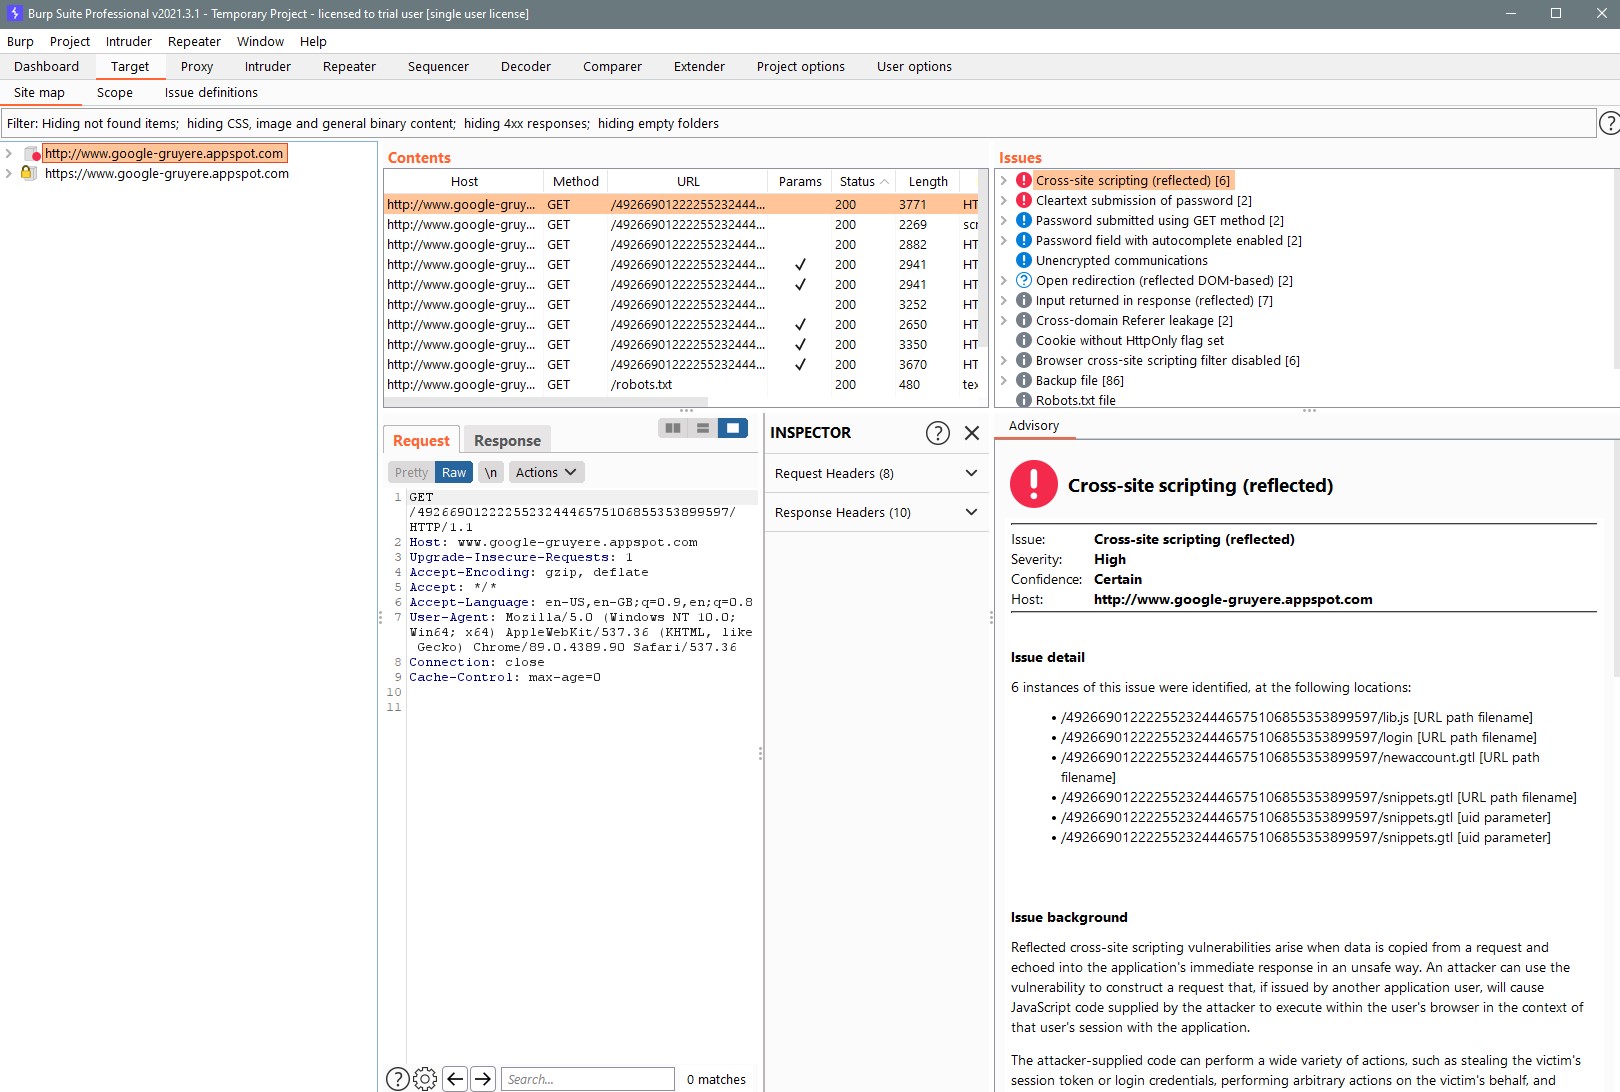 Burp Suite Professional v2021.3.1 - Temporary Project - licensed to trial user [single user license]
Burp Project Intruder Repeater Window Help
Dashboard Target Proxy Intruder Repeater Sequencer Decoder Comparer Extender Project options User options
Site map Scope Issue definitions
Filter: Hiding not found items; hiding CSS, image and general binary content; hiding 4xx responses; hiding empty folders
http://www.google-gruyere.appspot.com
https://www.google-gruyere.appspot.com
Contents
Host Method URL Params Status Length
http://www.google-gruy... GET /49266901222255232444... 200 3771 HT
http://www.google-gruy... GET /49266901222255232444... 200 2269 scr
http://www.google-gruy... GET /49266901222255232444... 200 2882 HT
http://www.google-gruy... GET /49266901222255232444... ✓ 200 2941 HT
http://www.google-gruy... GET /49266901222255232444... ✓ 200 2941 HT
http://www.google-gruy... GET /49266901222255232444... 200 3252 HT
http://www.google-gruy... GET /49266901222255232444... ✓ 200 2650 HT
http://www.google-gruy... GET /49266901222255232444... ✓ 200 3350 HT
http://www.google-gruy... GET /49266901222255232444... ✓ 200 3670 HT
http://www.google-gruy... GET /robots.txt 200 480 tex
Issues
Cross-site scripting (reflected) [6]
Cleartext submission of password [2]
Password submitted using GET method [2]
Password field with autocomplete enabled [2]
Unencrypted communications
Open redirection (reflected DOM-based) [2]
Input returned in response (reflected) [7]
Cross-domain Referer leakage [2]
Cookie without HttpOnly flag set
Browser cross-site scripting filter disabled [6]
Backup file [86]
Robots.txt file
Request Response
Pretty Raw \n Actions
1 GET
/492669012222552324446575106855353899597/
HTTP/1.1
2 Host: www.google-gruyere.appspot.com
3 Upgrade-Insecure-Requests: 1
4 Accept-Encoding: gzip, deflate
5 Accept: */*
6 Accept-Language: en-US,en-GB;q=0.9,en;q=0.8
7 User-Agent: Mozilla/5.0 (Windows NT 10.0;
Win64; x64) AppleWebKit/537.36 (KHTML, like
Gecko) Chrome/89.0.4389.90 Safari/537.36
8 Connection: close
9 Cache-Control: max-age=0
10
11
Search...
0 matches
INSPECTOR
Request Headers (8)
Response Headers (10)
Advisory
Cross-site scripting (reflected)
Issue: Cross-site scripting (reflected)
Severity: High
Confidence: Certain
Host: http://www.google-gruyere.appspot.com
Issue detail
6 instances of this issue were identified, at the following locations:
• /492669012222552324446575106855353899597/lib.js [URL path filename]
• /492669012222552324446575106855353899597/login [URL path filename]
• /492669012222552324446575106855353899597/newaccount.gtl [URL path
filename]
• /492669012222552324446575106855353899597/snippets.gtl [URL path filename]
• /492669012222552324446575106855353899597/snippets.gtl [uid parameter]
• /492669012222552324446575106855353899597/snippets.gtl [uid parameter]
Issue background
Reflected cross-site scripting vulnerabilities arise when data is copied from a request and
echoed into the application's immediate response in an unsafe way. An attacker can use the
vulnerability to construct a request that, if issued by another application user, will cause
JavaScript code supplied by the attacker to execute within the user's browser in the context of
that user's session with the application.
The attacker-supplied code can perform a wide variety of actions, such as stealing the victim's
session token or login credentials, performing arbitrary actions on the victim's behalf, and